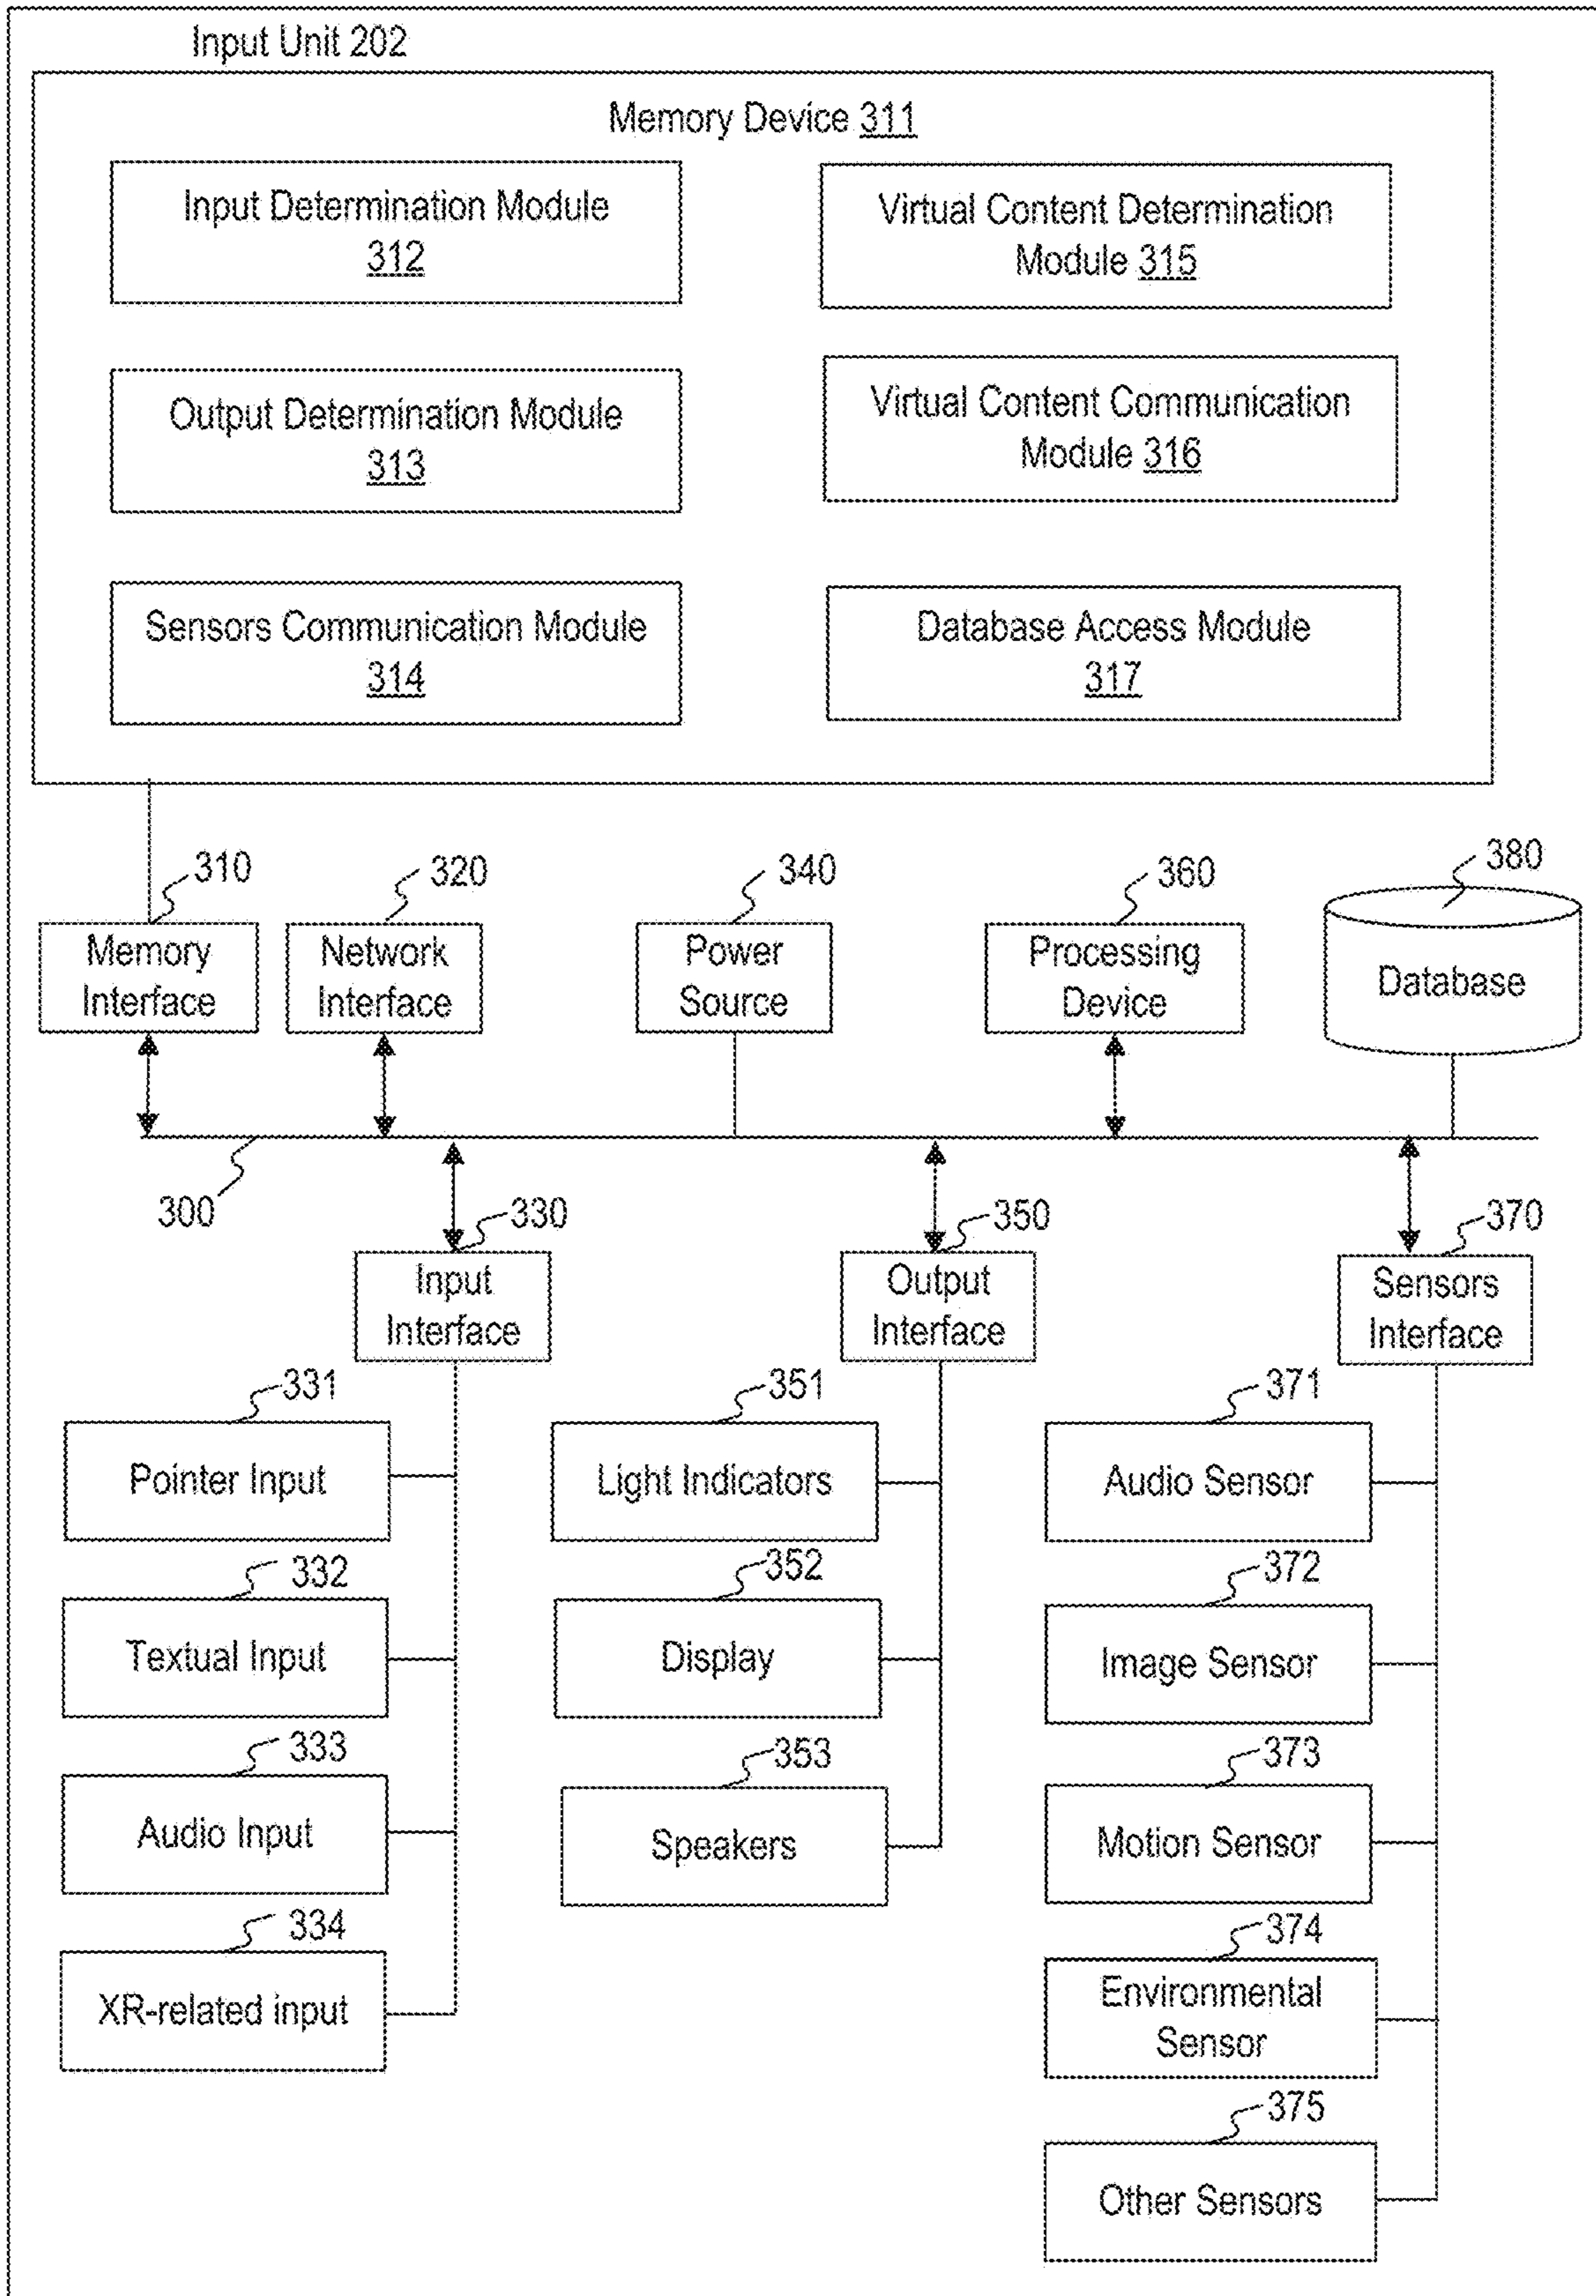 Input Unit 202
Memory Device 311
Input Determination Module
312
Virtual Content Determination
Module 315
Output Determination Module
313
Virtual Content Communication
Module 316
Sensors Communication Module
314
Database Access Module
317
310
320
340
360
380
Memory
Interface
Network
Interface
Power
Source
Processing
Device
Database
300
330
350
370
Input
Interface
Output
Interface
Sensors
Interface
331
Pointer Input
332
Textual Input
333
Audio Input
334
XR-related input
351
Light Indicators
352
Display
353
Speakers
371
Audio Sensor
372
Image Sensor
373
Motion Sensor
374
Environmental
Sensor
375
Other Sensors